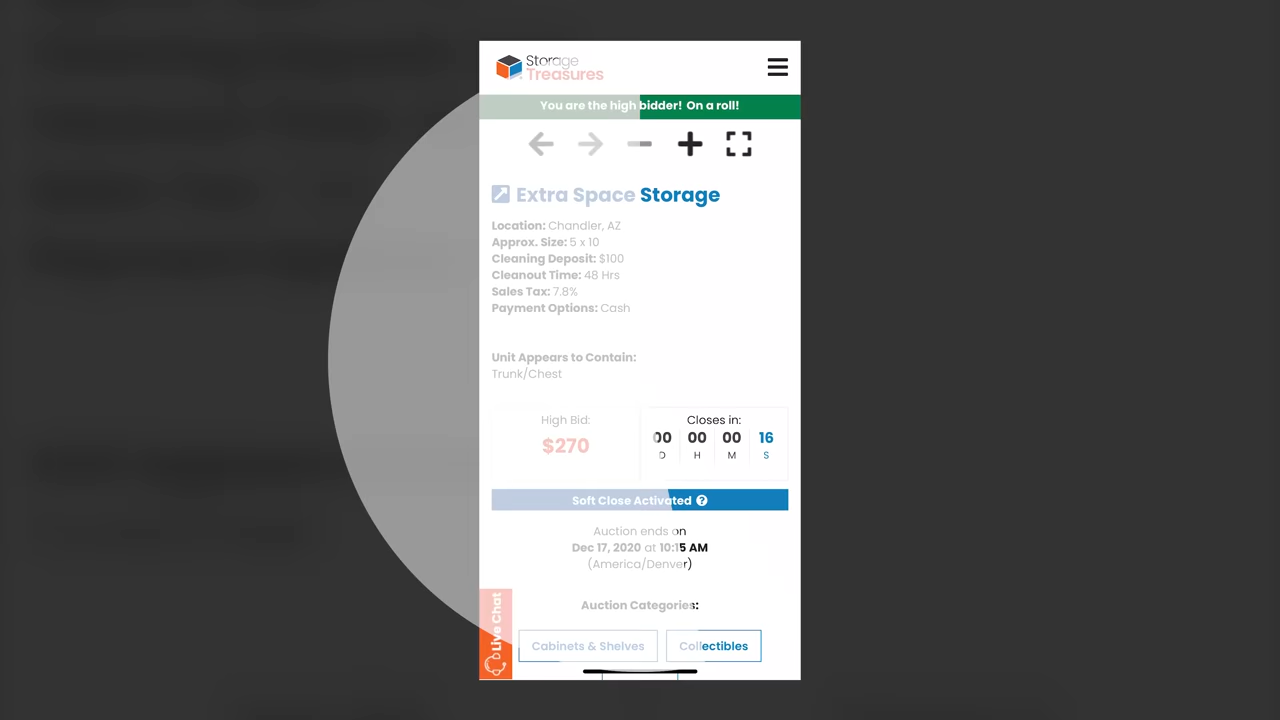 Storage
Treasures
You are the high bidder! On a roll!
Extra Space Storage
Location: Chandler, AZ
Approx. Size: 5 x 10
Cleaning Deposit: $100
Cleanout Time: 48 Hrs
Sales Tax: 7.8%
Payment Options: Cash
Unit Appears to Contain:
Trunk/Chest
High Bid:
$270
Closes in:
00 00 00 16
D H M S
Soft Close Activated
Auction ends on
Dec 17, 2020 at 10:15 AM
(America/Denver)
Auction Categories:
Live Chat
Cabinets & Shelves
Collectibles